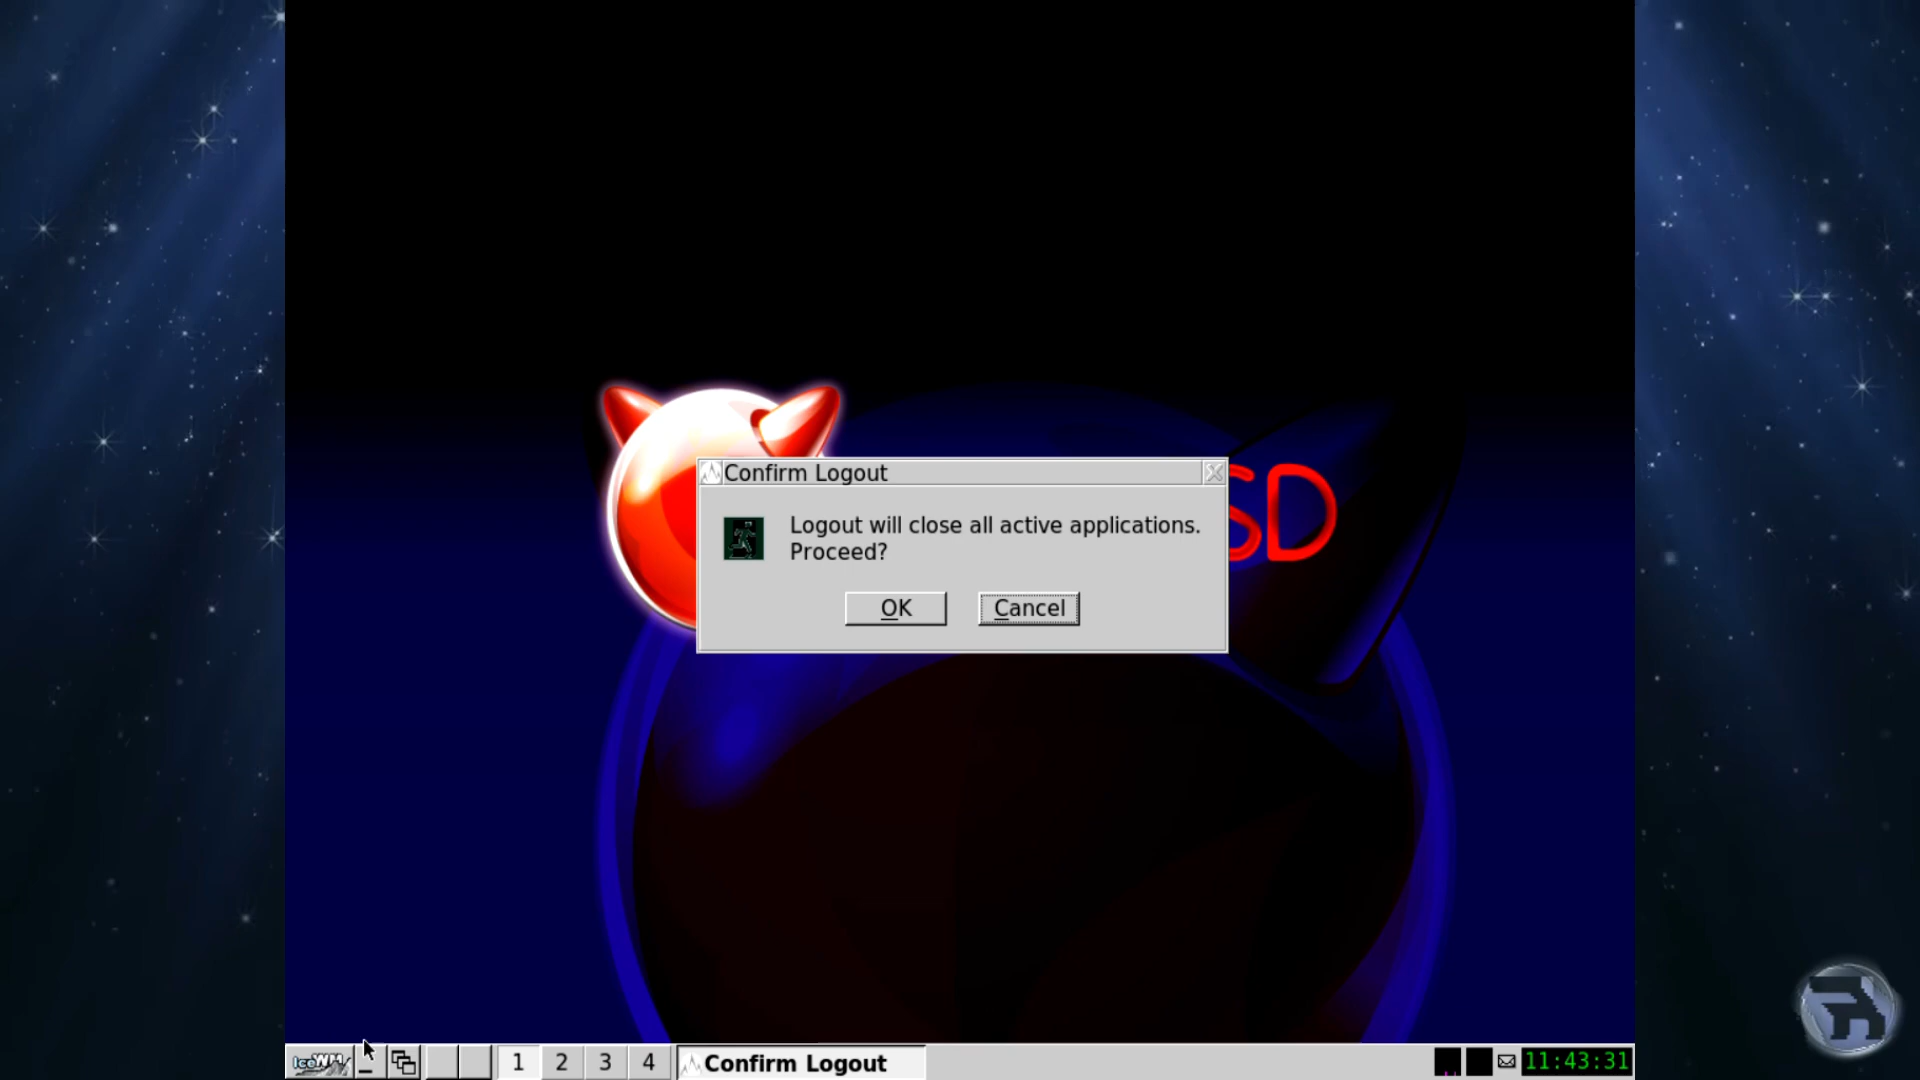 SD
Confirm Logout
Logout will close all active applications.
Proceed?
OK
Cancel
IceWM
1
2
3
4
Confirm Logout
11:43:31